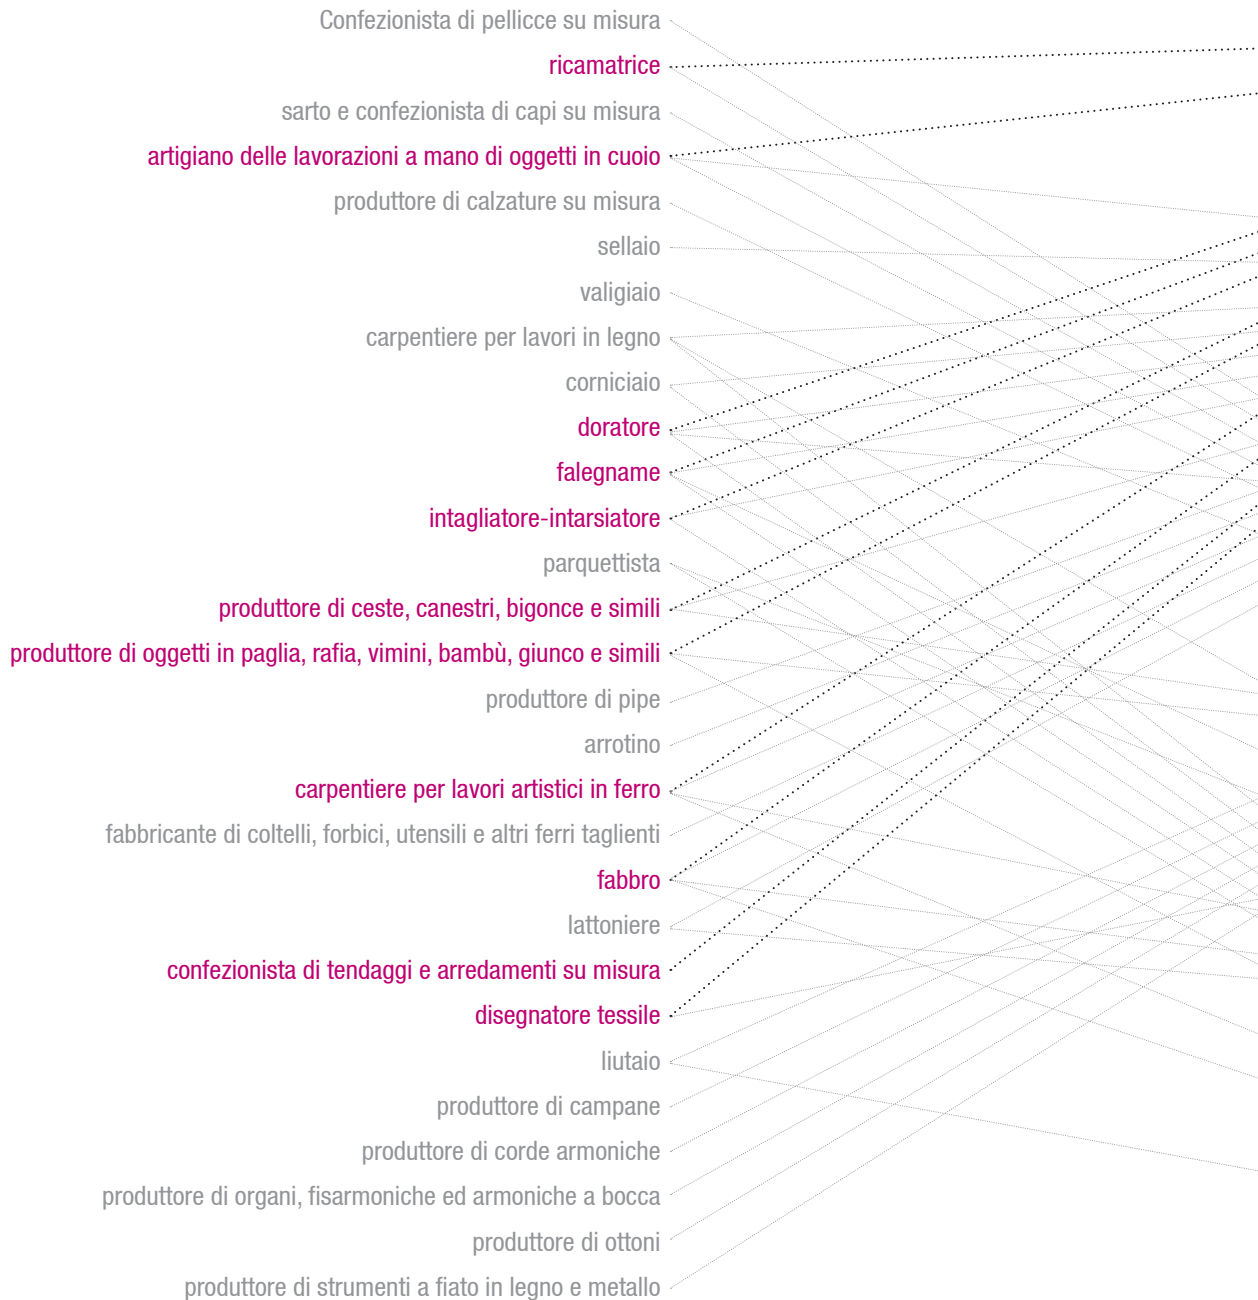 Confezionista di pellicce su misura
ricamatrice
sarto e confezionista di capi su misura
artigiano delle lavorazioni a mano di oggetti in cuoio
produttore di calzature su misura
sellaio
valigiaio
carpentiere per lavori in legno
corniciaio
doratore
falegname
intagliatore-intarsiatore
parquettista
produttore di ceste, canestri, bigonce e simili
produttore di oggetti in paglia, rafia, vimini, bambù, giunco e simili
produttore di pipe
arrotino
carpentiere per lavori artistici in ferro
fabbricante di coltelli, forbici, utensili e altri ferri taglienti
fabbro
lattoniere
confezionista di tendaggi e arredamenti su misura
disegnatore tessile
liutaio
produttore di campane
produttore di corde armoniche
produttore di organi, fisarmoniche ed armoniche a bocca
produttore di ottoni
produttore di strumenti a fiato in legno e metallo